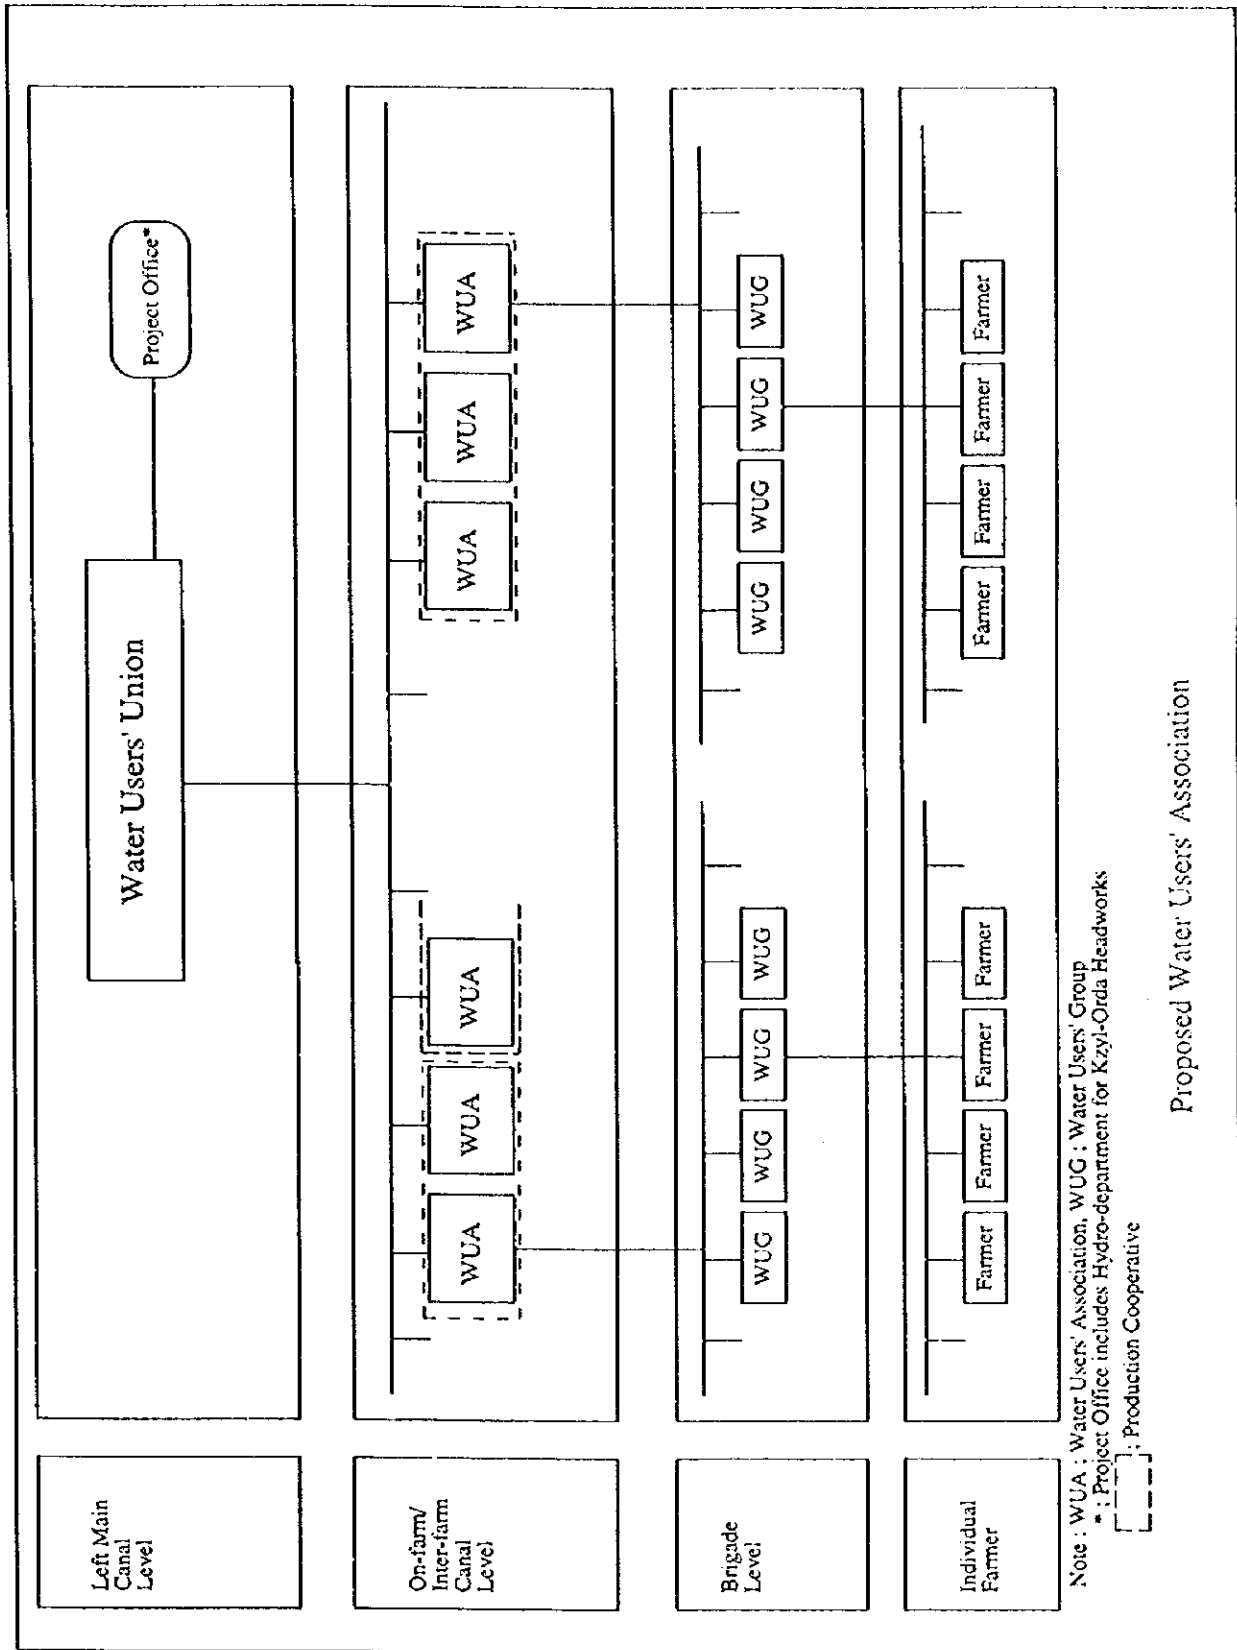 Left Main
Canal
Level
Water Users' Union
Project Office*
On-farm/
Inter-farm
Canal
Level
WUA
WUA
WUA
WUA
WUA
WUA
Brigade
Level
WUG
WUG
WUG
WUG
WUG
WUG
WUG
WUG
Individual
Farmer
Farmer
Farmer
Farmer
Farmer
Farmer
Farmer
Farmer
Farmer
Note : WUA : Water Users' Association, WUG : Water Users' Group
* : Project Office includes Hydro-department for Kzyl-Orda Headworks
: Production Cooperative
Proposed Water Users' Association